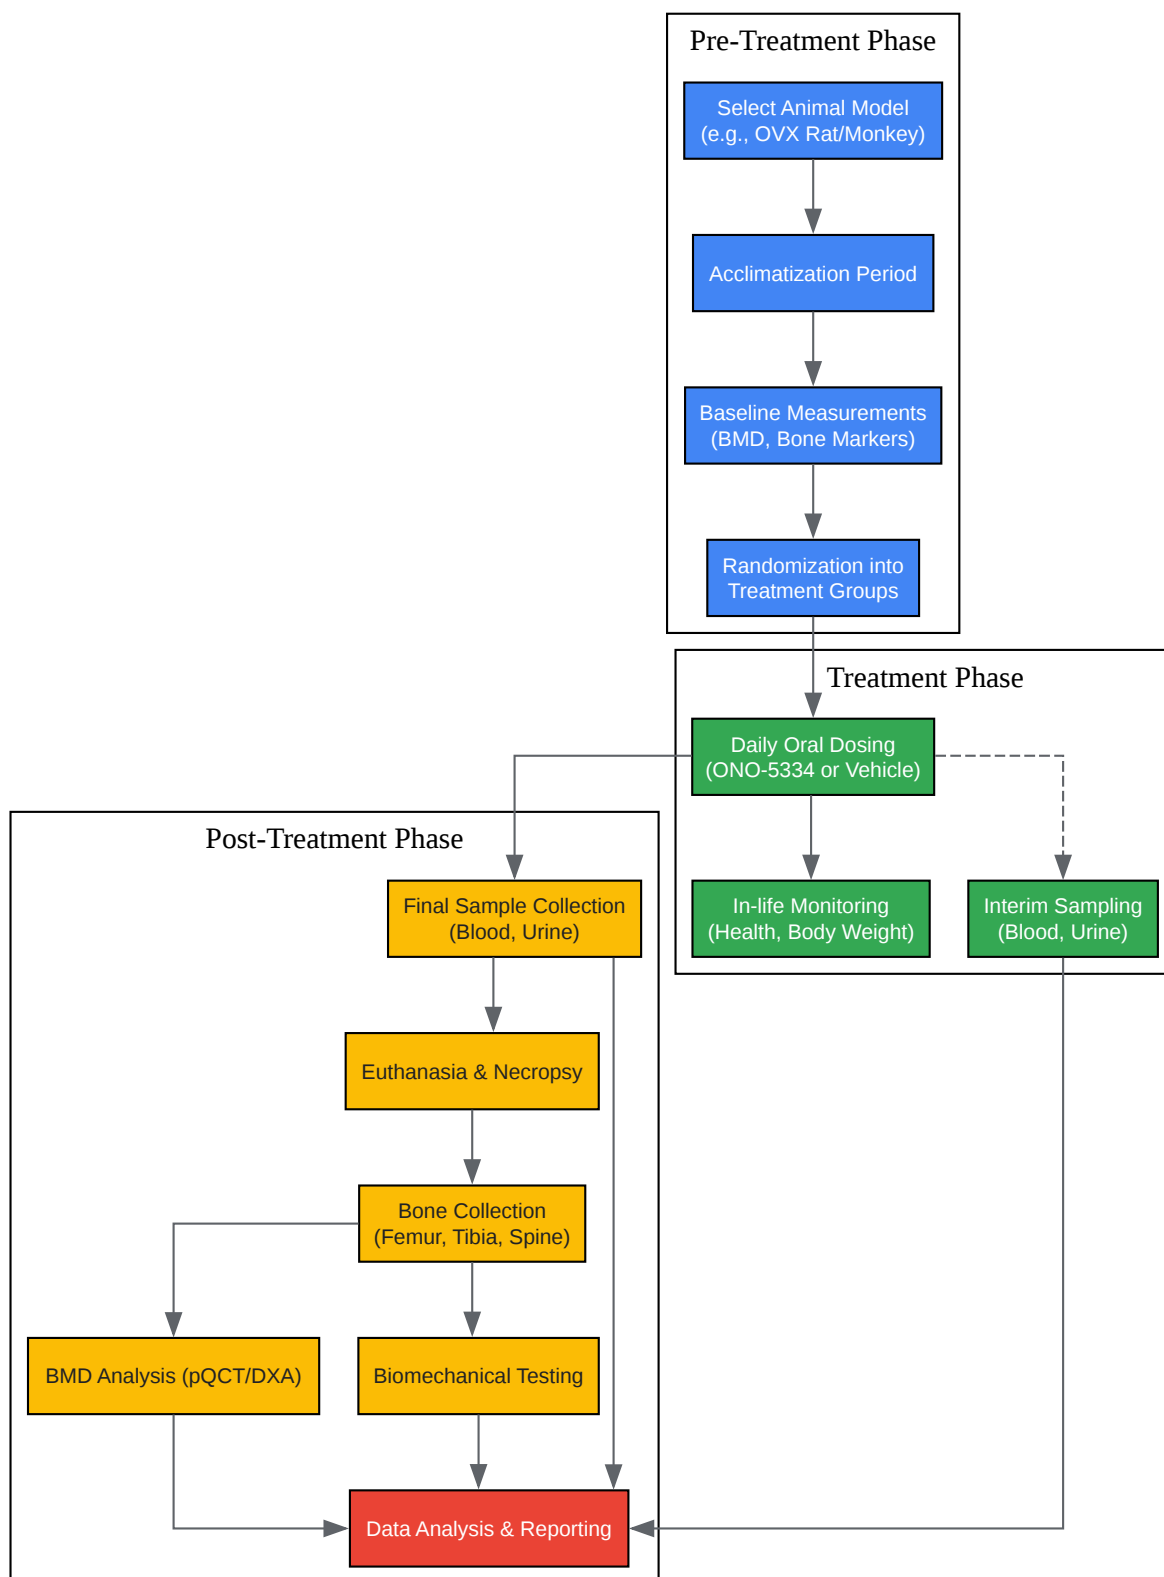 Pre-Treatment Phase
Select Animal Model
(e.g., OVX Rat/Monkey)
Acclimatization Period
Baseline Measurements
(BMD, Bone Markers)
Randomization into
Treatment Groups
Treatment Phase
Daily Oral Dosing
(ONO-5334 or Vehicle)
In-life Monitoring
(Health, Body Weight)
Interim Sampling
(Blood, Urine)
Post-Treatment Phase
Final Sample Collection
(Blood, Urine)
Euthanasia & Necropsy
Bone Collection
(Femur, Tibia, Spine)
BMD Analysis (pQCT/DXA)
Biomechanical Testing
Data Analysis & Reporting